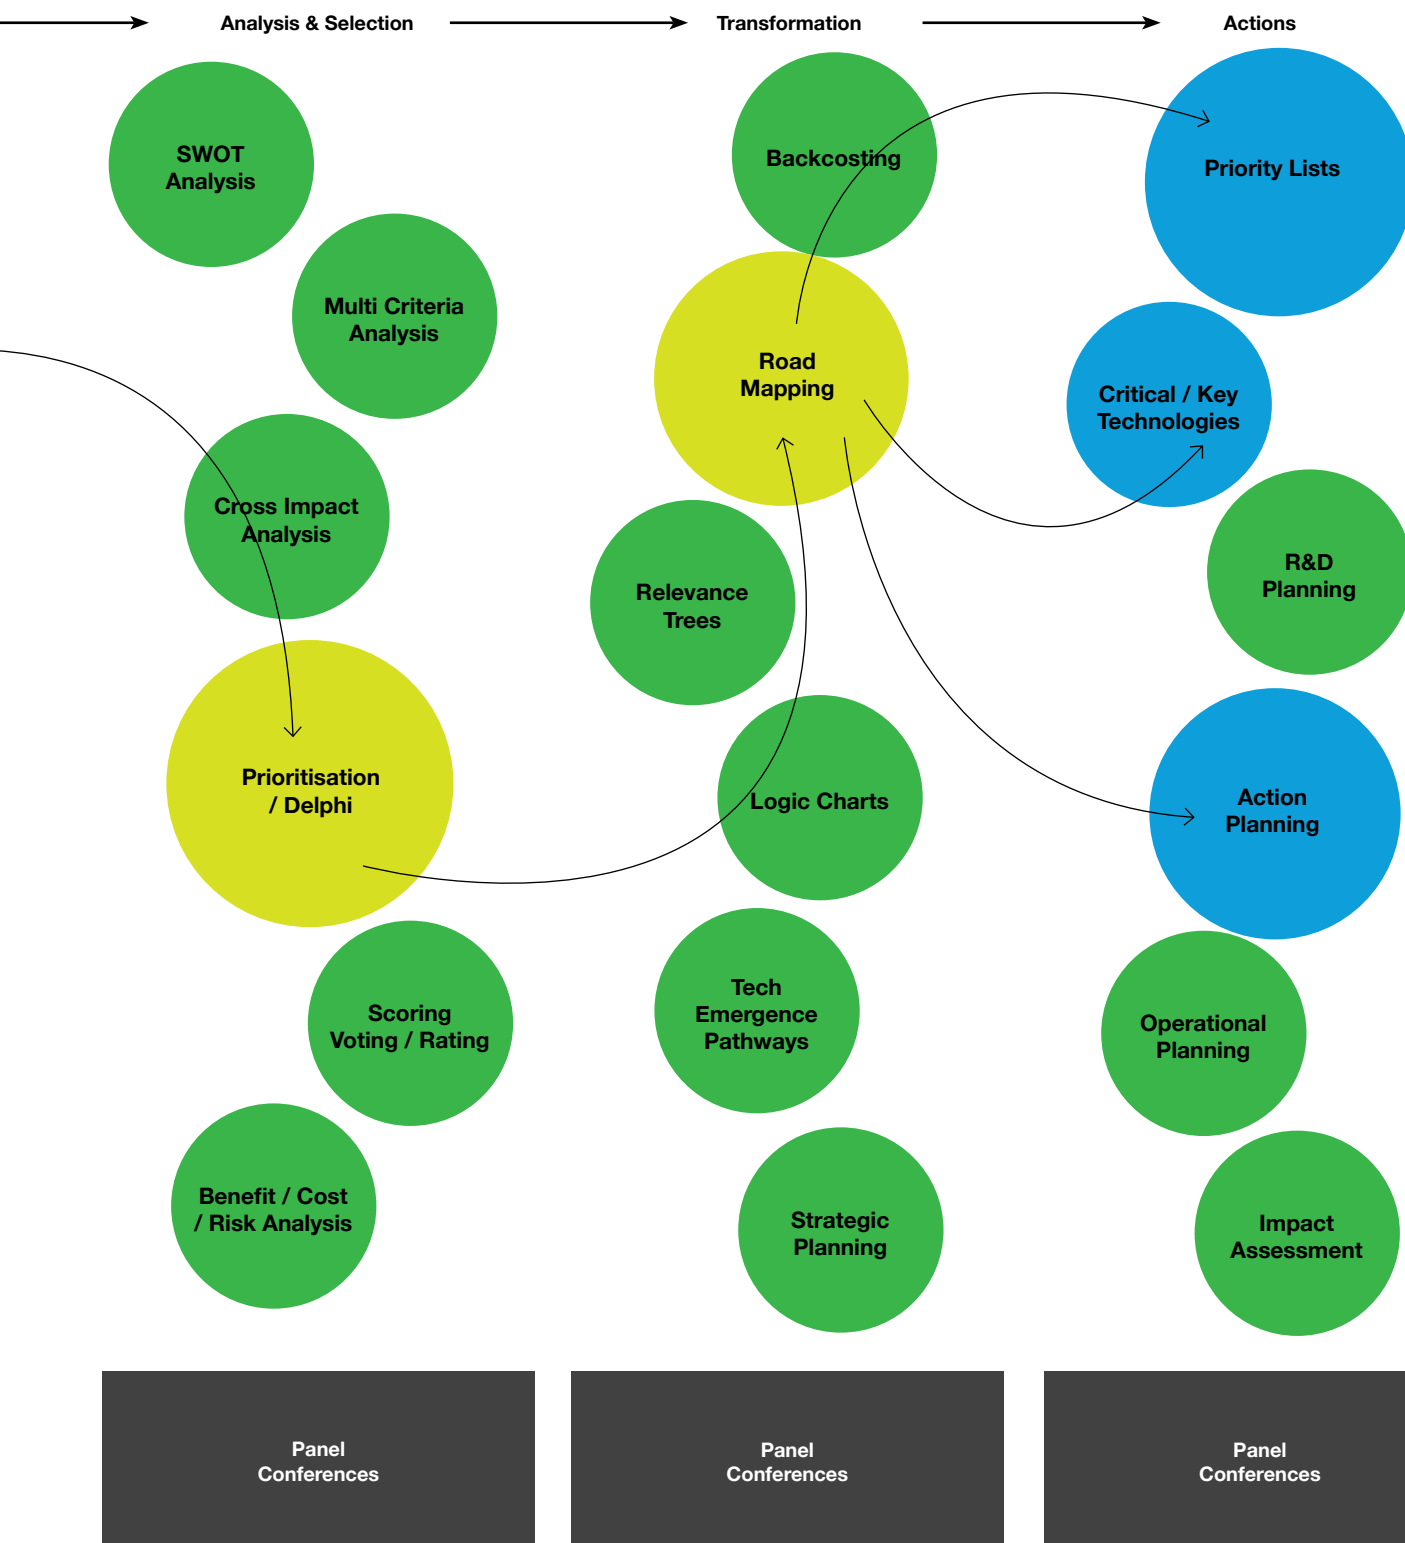 Analysis & Selection
Transformation
Actions
SWOT
Analysis
Multi Criteria
Analysis
Cross Impact
Analysis
Prioritisation
/ Delphi
Scoring
Voting / Rating
Benefit / Cost
/ Risk Analysis
Backcosting
Road
Mapping
Relevance
Trees
Logic Charts
Tech
Emergence
Pathways
Strategic
Planning
Priority Lists
Critical / Key
Technologies
R&D
Planning
Action
Planning
Operational
Planning
Impact
Assessment
Panel
Conferences
Panel
Conferences
Panel
Conferences